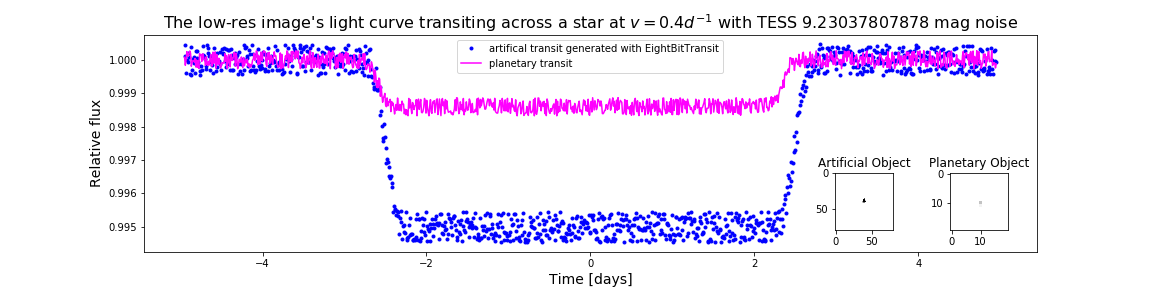 The low-res image's light curve transiting across a star at v = 0.4d⁻¹ with TESS 9.23037807878 mag noise
artifical transit generated with EightBitTransit
planetary transit
Relative flux
1.000
0.999
0.998
0.997
0.996
0.995
Artificial Object
0
50
0 50
Planetary Object
0
10
0 10
−4 −2 0 2 4
Time [days]